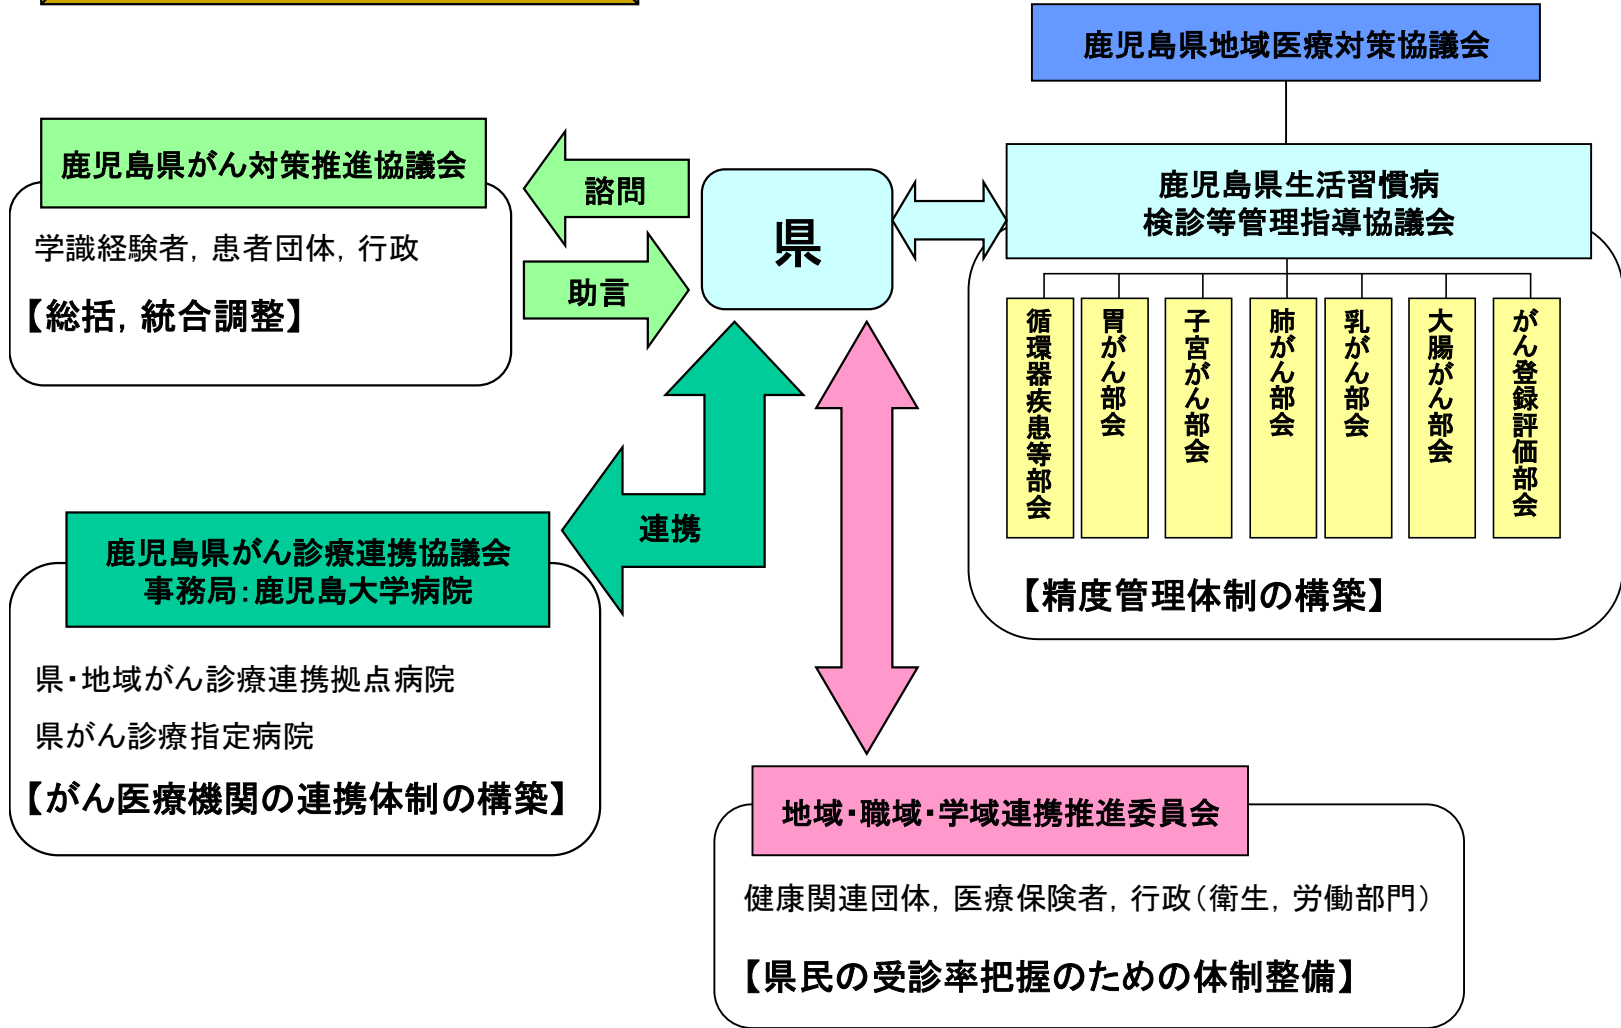 鹿児島県地域医療対策協議会
鹿児島県がん対策推進協議会
学識経験者，患者団体，行政
【総括，統合調整】
諮問
助言
県
鹿児島県生活習慣病
検診等管理指導協議会
循環器疾患等部会
胃がん部会
子宮がん部会
肺がん部会
乳がん部会
大腸がん部会
がん登録評価部会
【精度管理体制の構築】
連携
鹿児島県がん診療連携協議会
事務局：鹿児島大学病院
県・地域がん診療連携拠点病院
県がん診療指定病院
【がん医療機関の連携体制の構築】
地域・職域・学域連携推進委員会
健康関連団体，医療保険者，行政（衛生，労働部門）
【県民の受診率把握のための体制整備】